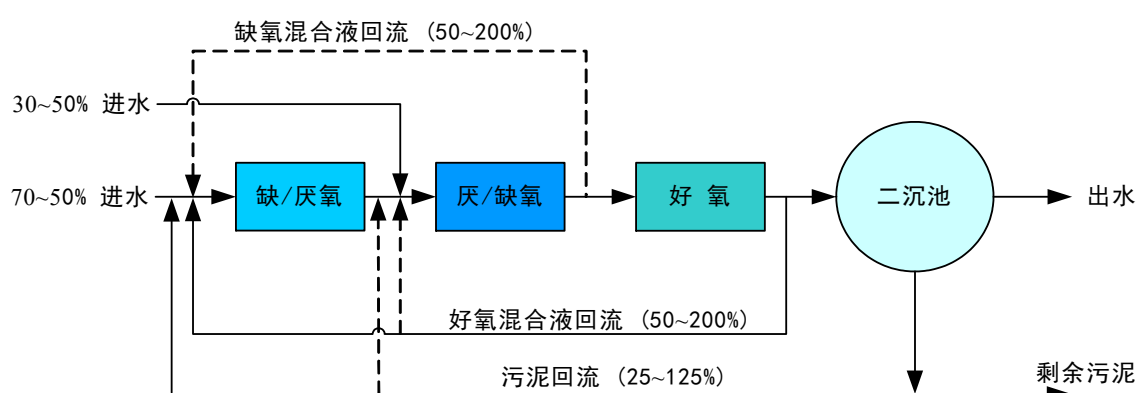 缺氧混合液回流 (50~200%)
30~50% 进水
70~50% 进水
缺/厌氧
厌/缺氧
好 氧
二沉池
出水
好氧混合液回流 (50~200%)
污泥回流 (25~125%)
剩余污泥